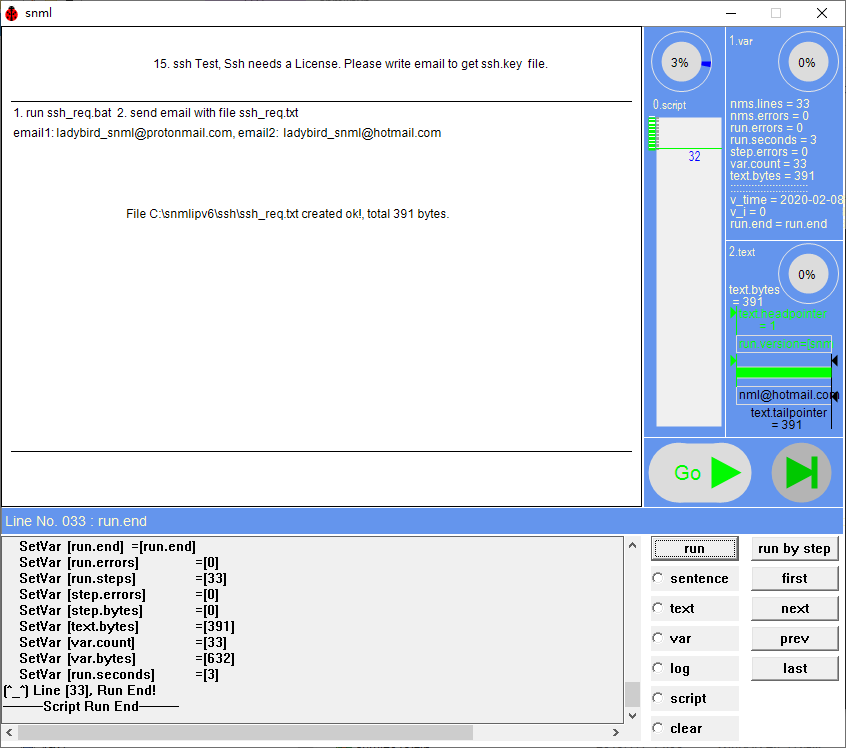 snml
15. ssh Test, Ssh needs a License. Please write email to get ssh.key file.
1. run ssh_req.bat 2. send email with file ssh_req.txt
email1: ladybird_snml@protonmail.com, email2: ladybird_snml@hotmail.com
File C:\snmlipv6\ssh\ssh_req.txt created ok!, total 391 bytes.
3%
0.script
32
1.var
0%
nms.lines = 33
nms.errors = 0
run.errors = 0
run.seconds = 3
step.errors = 0
var.count = 33
text.bytes = 391
v_time = 2020-02-08
v_i = 0
run.end = run.end
2.text
0%
text.bytes
= 391
text.headpointer
= 1
nml@hotmail.com
text.tailpointer
= 391
Go
Line No. 033 : run.end
SetVar [run.end] =[run.end]
SetVar [run.errors] =[0]
SetVar [run.steps] =[33]
SetVar [step.errors] =[0]
SetVar [step.bytes] =[0]
SetVar [text.bytes] =[391]
SetVar [var.count] =[33]
SetVar [var.bytes] =[632]
SetVar [run.seconds] =[3]
(^_^) Line [33], Run End!
———Script Run End———
run
run by step
sentence
first
text
next
var
prev
log
last
script
clear